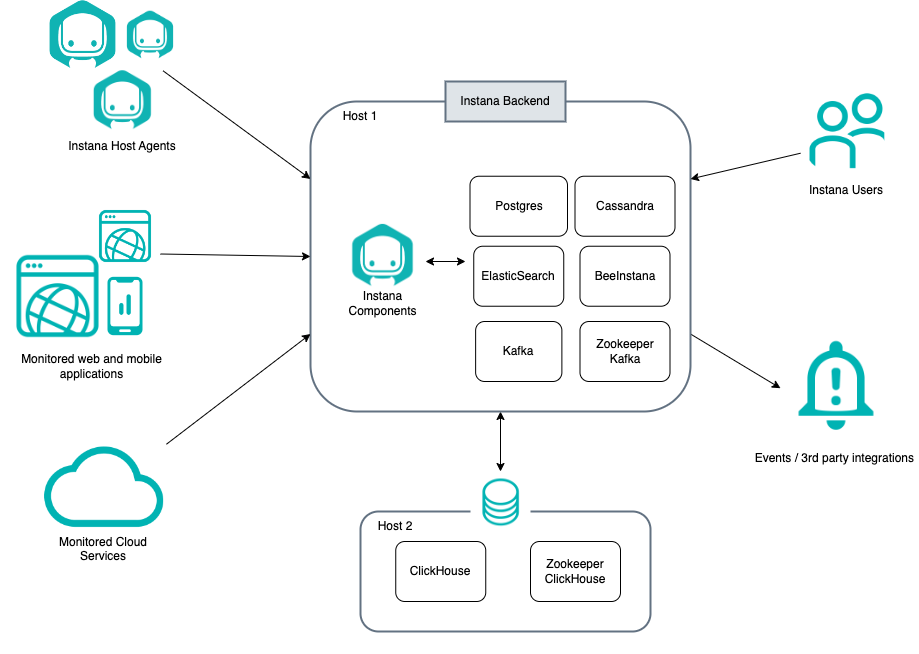 Instana Host Agents
Monitored web and mobile
applications
Monitored Cloud
Services
Instana Backend
Host 1
Instana
Components
Postgres
Cassandra
ElasticSearch
BeeInstana
Kafka
Zookeeper
Kafka
Host 2
ClickHouse
Zookeeper
ClickHouse
Instana Users
Events / 3rd party integrations